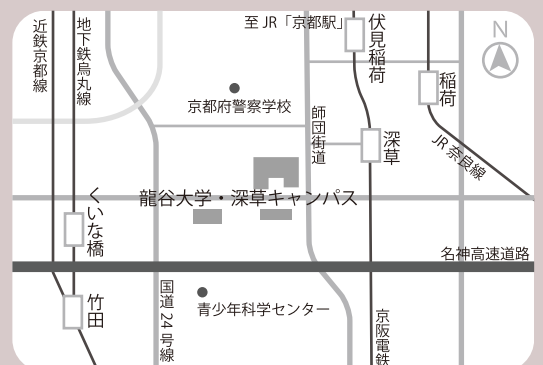 近鉄京都線
地下鉄烏丸線
至 JR「京都駅」
伏見稲荷
N
稲荷
京都府警察学校
師団街道
深草
JR 奈良線
龍谷大学・深草キャンパス
くいな橋
名神高速道路
竹田
国道 24 号線
青少年科学センター
京阪電鉄